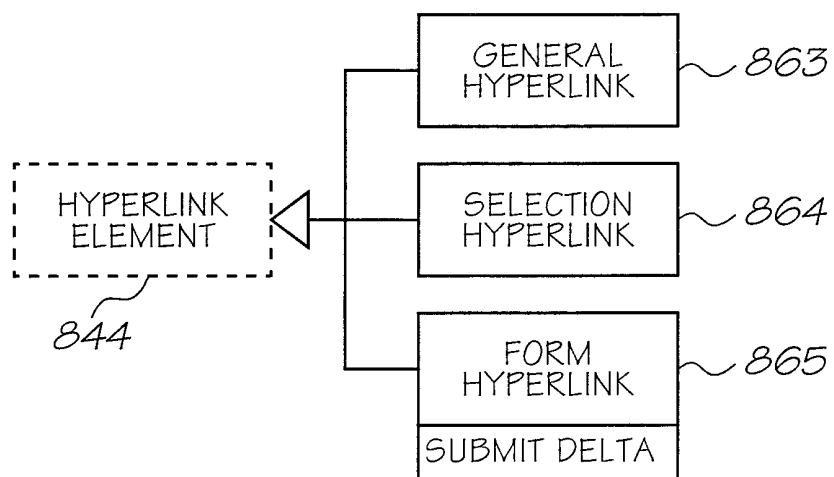 GENERAL
HYPERLINK
863
HYPERLINK
ELEMENT
844
SELECTION
HYPERLINK
864
FORM
HYPERLINK
865
SUBMIT DELTA